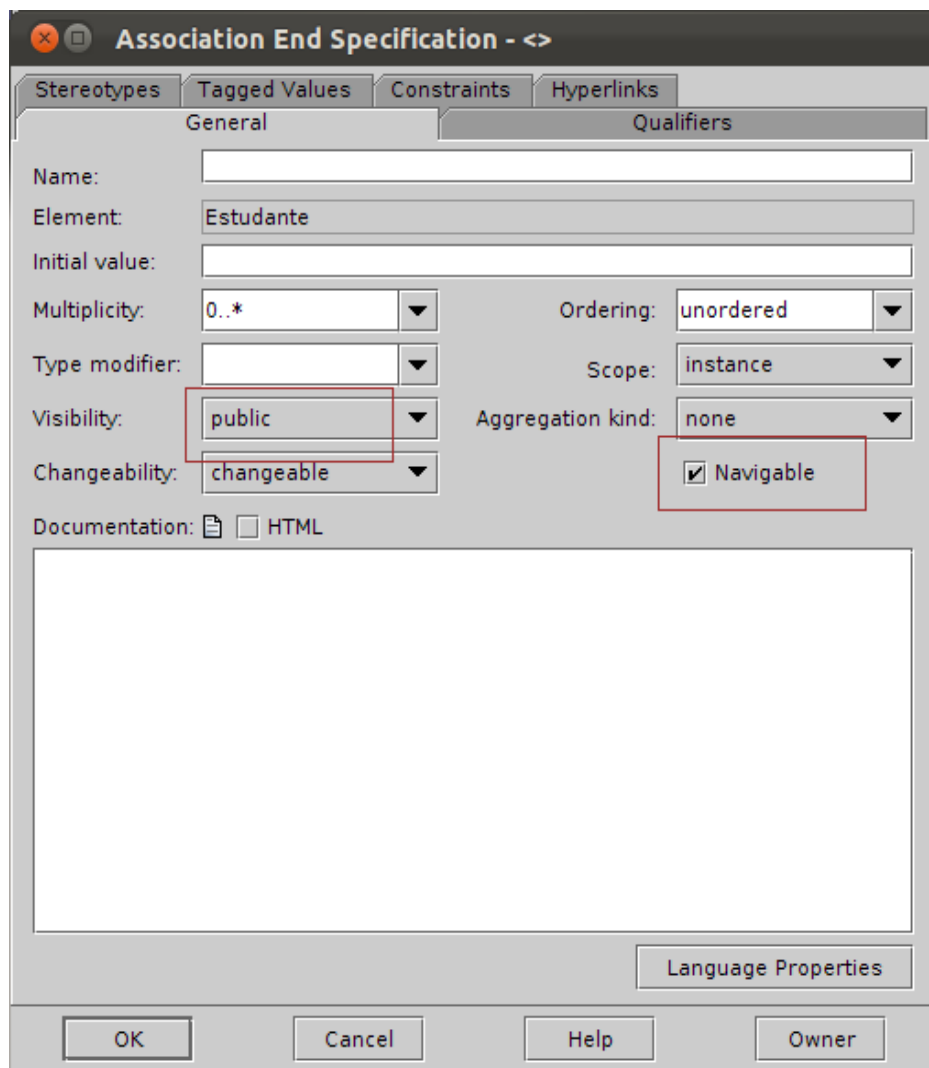 Association End Specification - <>
Stereotypes Tagged Values Constraints Hyperlinks
General Qualifiers
Name:
Element: Estudante
Initial value:
Multiplicity: 0..* Ordering: unordered
Type modifier: Scope: instance
Visibility: public Aggregation kind: none
Changeability: changeable Navigable
Documentation: HTML
Language Properties
OK Cancel Help Owner